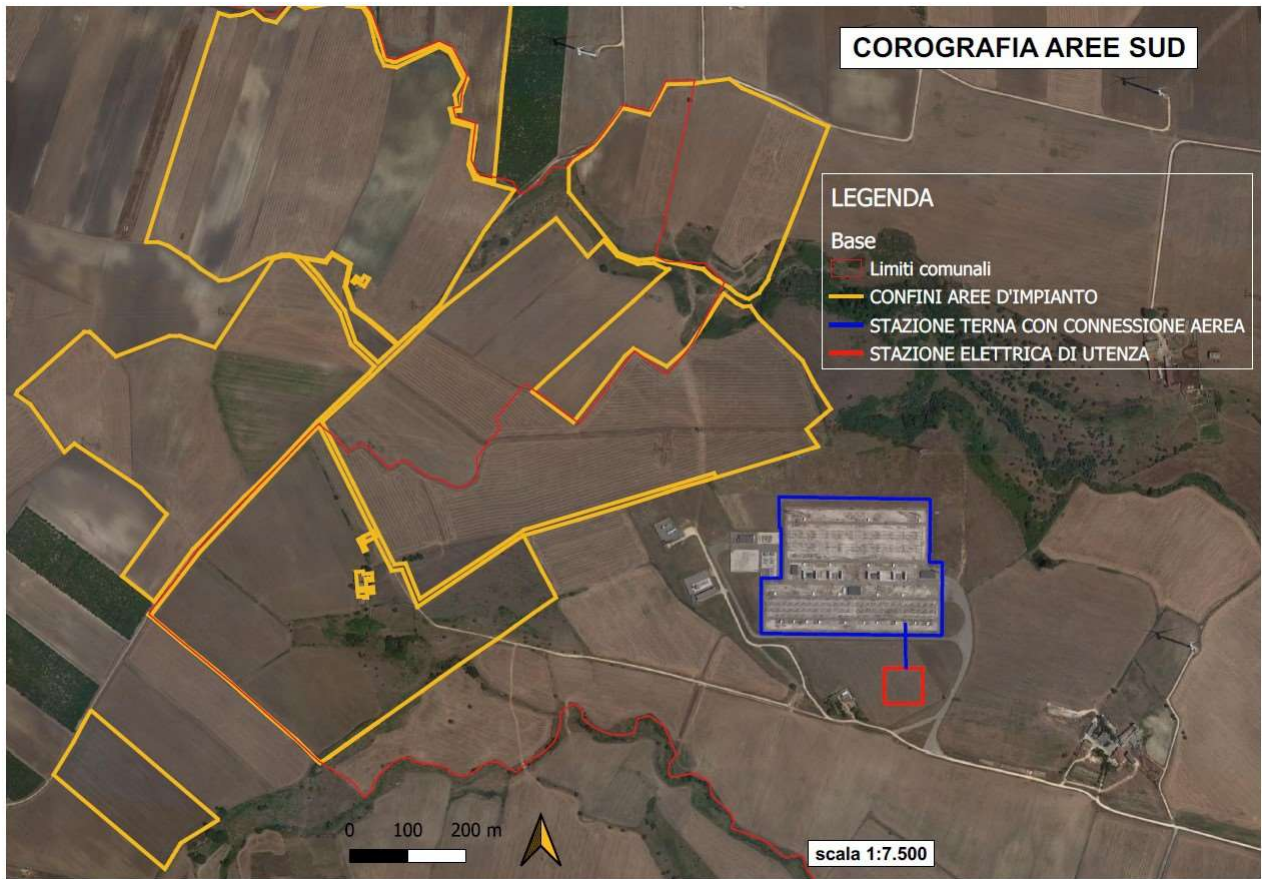 COROGRAFIA AREE SUD
LEGENDA
Base
Limiti comunali
CONFINI AREE D'IMPIANTO
STAZIONE TERNA CON CONNESSIONE AEREA
STAZIONE ELETTRICA DI UTENZA
0 100 200 m
scala 1:7.500